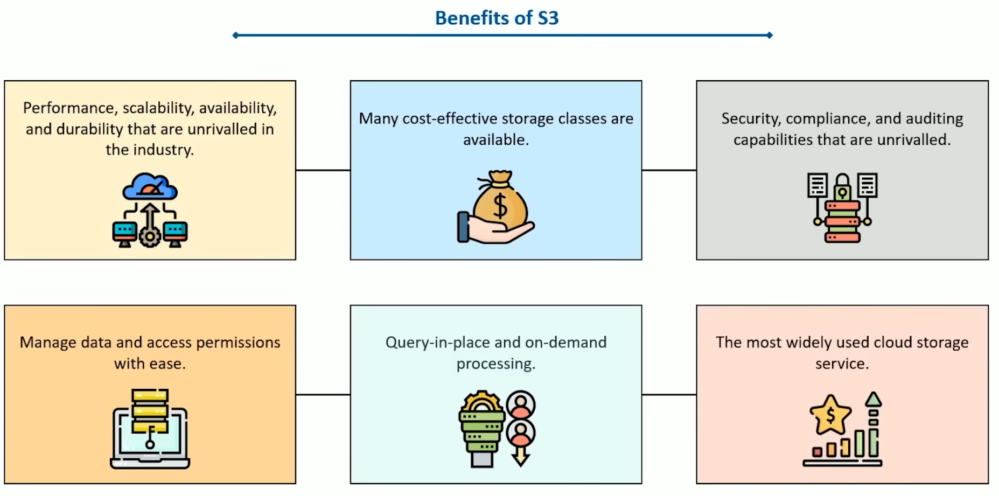 Benefits of S3
Performance, scalability, availability,
and durability that are unrivalled in
the industry.
Many cost-effective storage classes are
available.
$
Security, compliance, and auditing
capabilities that are unrivalled.
Manage data and access permissions
with ease.
Query-in-place and on-demand
processing.
The most widely used cloud storage
service.
$